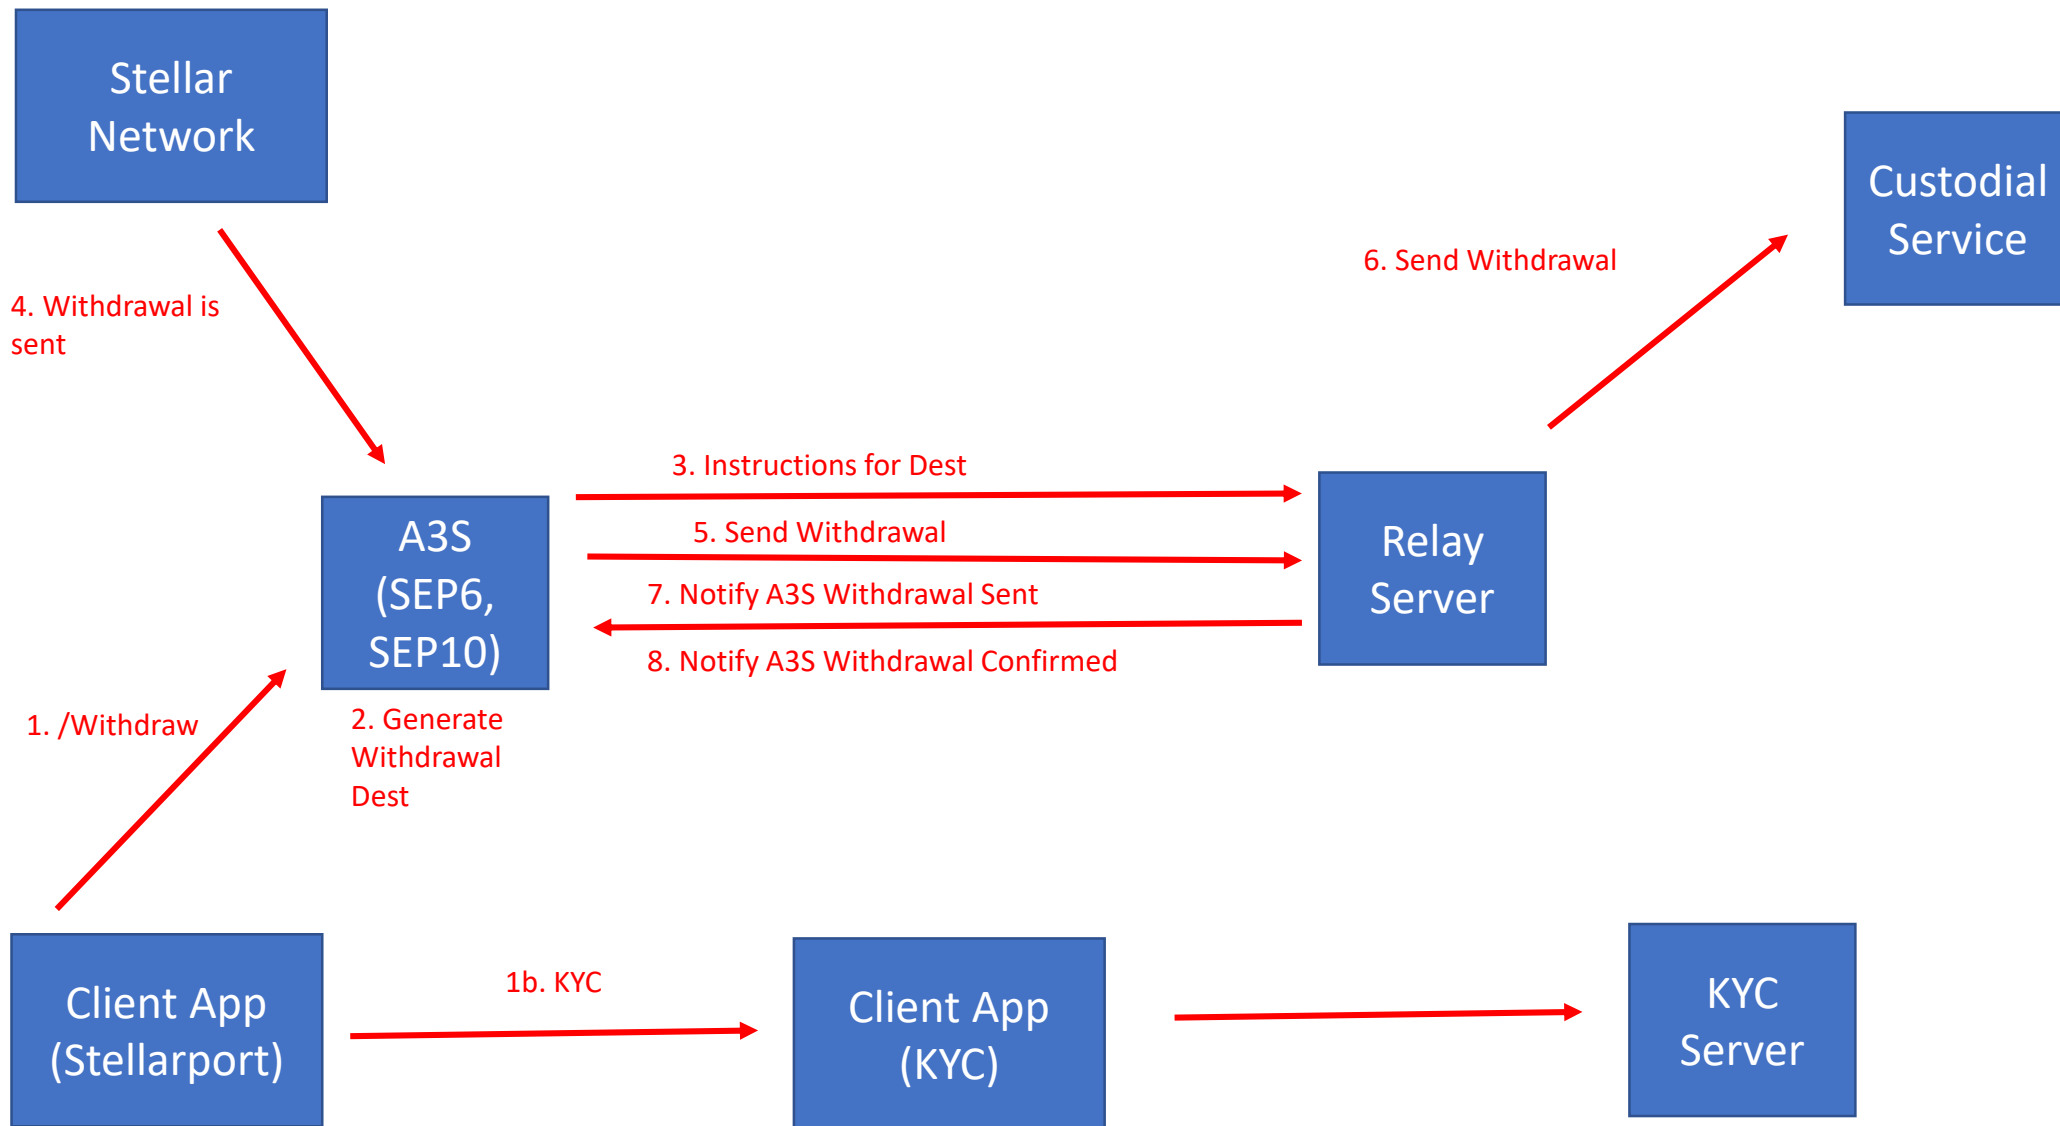 Stellar
Network
Custodial
Service
6. Send Withdrawal
4. Withdrawal is
sent
3. Instructions for Dest
A3S
(SEP6,
SEP10)
5. Send Withdrawal
7. Notify A3S Withdrawal Sent
8. Notify A3S Withdrawal Confirmed
Relay
Server
1. /Withdraw
2. Generate
Withdrawal
Dest
Client App
(Stellarport)
1b. KYC
Client App
(KYC)
KYC
Server